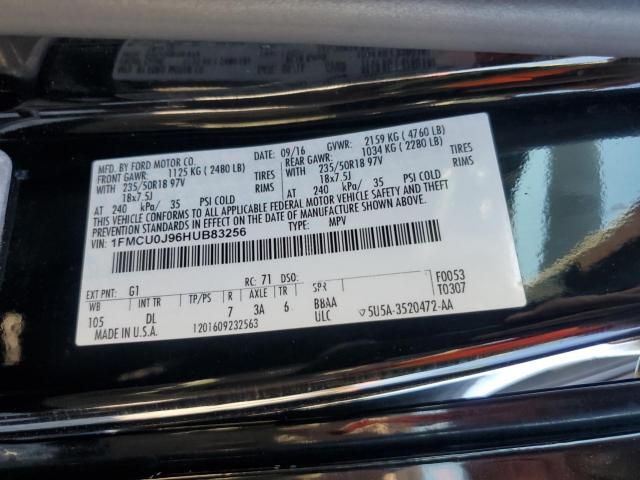 MFD. BY FORD MOTOR CO.
DATE: 09/16 GVWR: 2159 KG ( 4760 LB)
FRONT GAWR: 1125 KG ( 2480 LB) REAR GAWR: 1034 KG ( 2280 LB)
WITH 235/50R18 97V TIRES WITH 235/50R18 97V TIRES
18x7.5J RIMS 18x7.5J RIMS
AT 240 kPa/ 35 PSI COLD AT 240 kPa/ 35 PSI COLD
THIS VEHICLE CONFORMS TO ALL APPLICABLE FEDERAL MOTOR VEHICLE SAFETY AND THEFT
PREVENTION STANDARDS IN EFFECT ON THE DATE OF MANUFACTURE SHOWN ABOVE.
VIN: 1FMCU0J96HUB83256 TYPE: MPV
EXT PNT: G1 RC: 71 DSO: F0053
WB INT TR TP/PS R AXLE TR SPR T0307
105 DL 7 3A 6 B8AA
MADE IN U.S.A. 1201609232563 ULC 5U5A-3520472-AA